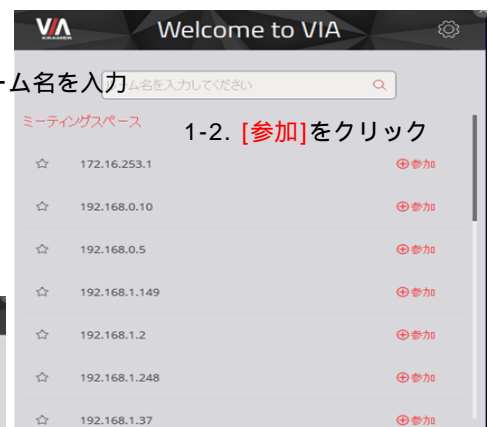 VIA
KRAMER
Welcome to VIA
ーム名を入力
ーム名を入力してください
ミーティングスペース
1-2. [参加]をクリック
172.16.253.1 参加
192.168.0.10 参加
192.168.0.5 参加
192.168.1.149 参加
192.168.1.2 参加
192.168.1.248 参加
192.168.1.37 参加